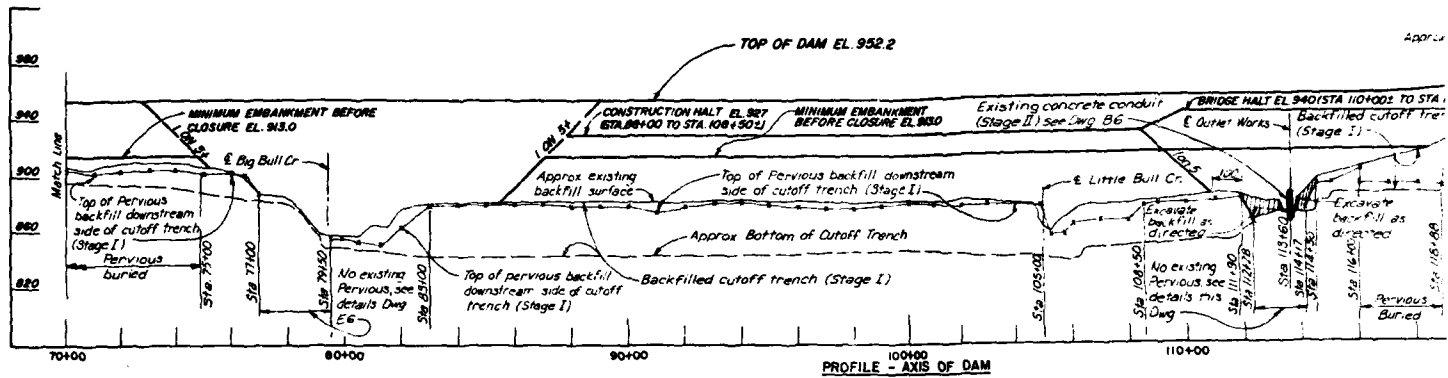 TOP OF DAM EL. 952.2
980
940
900
860
820
Match Line
MINIMUM EMBANKMENT BEFORE
CLOSURE EL. 913.0
1 ON 5±
℄ Big Bull Cr
Top of Pervious
backfill downstream
side of cutoff trench
(Stage I)
Pervious
buried
Sta. 75+00
Sta 77+00
Sta 79+50
No existing
Pervious, see
details Dwg
E6
Sta 83+00
1 ON 5±
CONSTRUCTION HALT EL. 927
(STA. 88+00 TO STA. 108+50±)
MINIMUM EMBANKMENT
BEFORE CLOSURE EL. 913.0
Approx existing
backfill surface
Top of Pervious backfill downstream
side of cutoff trench (Stage I)
Approx Bottom of Cutoff Trench
Top of pervious backfill
downstream side of cutoff
trench (Stage I)
Backfilled cutoff trench (Stage I)
Existing concrete conduit
(Stage II) see Dwg B6
BRIDGE HALT EL 940 (STA 110+00± TO STA.
℄ Outlet Works
Backfilled cutoff
(Stage I)
1 on 5
100'
℄ Little Bull Cr.
Excavate
backfill as
directed
Excavate
backfill as
directed
Sta 105+00
Sta 108+50
No existing
Pervious, see
details this
Dwg
Sta 111+90
Sta 112+28
Sta 113+60
Sta 114+17
Sta 114+50
Sta 116+10
Sta 118+88
Pervious
Buried
70+00
80+00
90+00
100+00
110+00
PROFILE - AXIS OF DAM